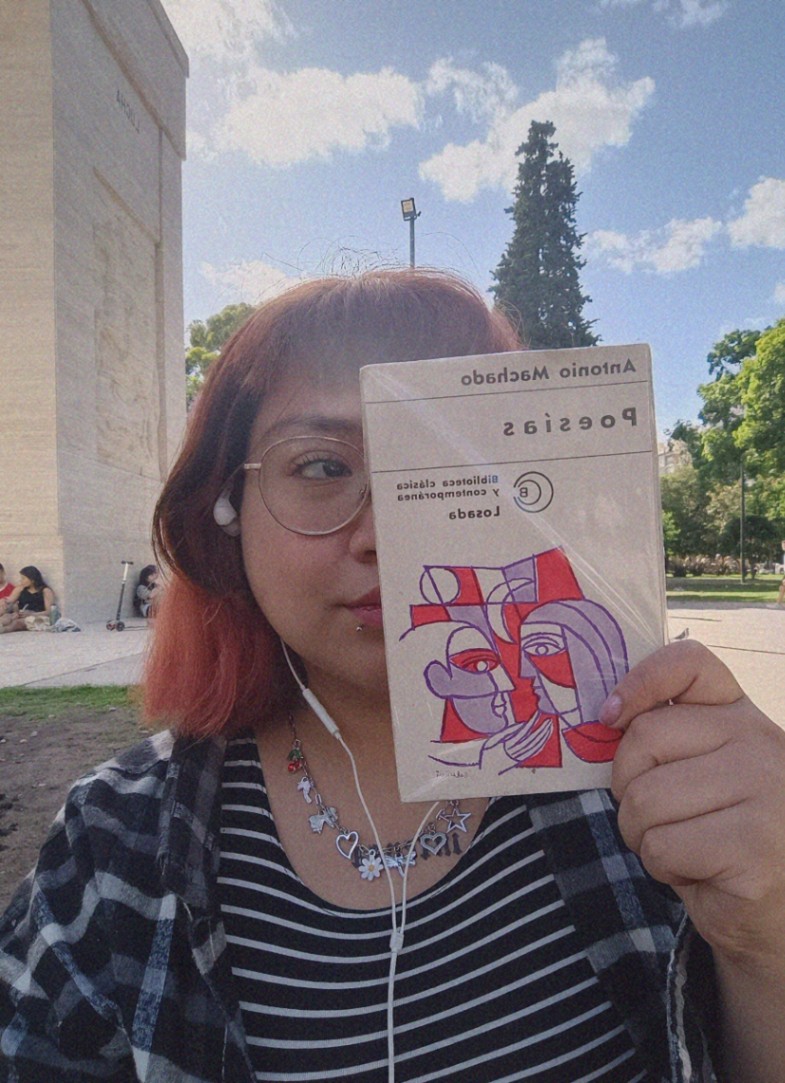 Antonio Machado
Poesías
Biblioteca clásica
y contemporánea
Losada